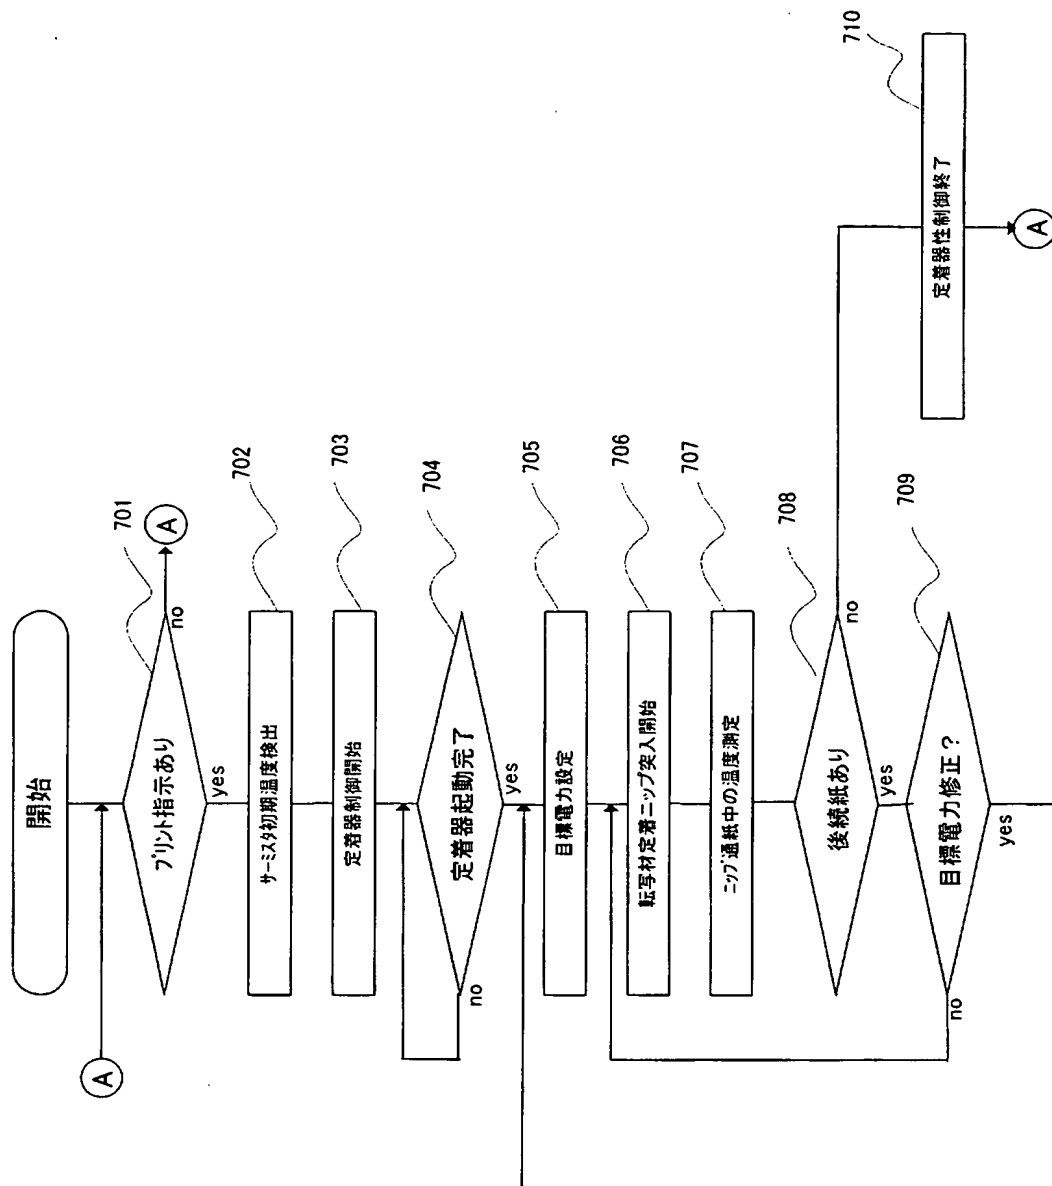 開始
A
プリント指示あり
701
no
A
yes
サーミスタ初期温度検出
702
定着器制御開始
703
定着器起動完了
704
no
yes
目標電力設定
705
転写材定着ニップ突入開始
706
ニップ通紙中の温度測定
707
後続紙あり
708
no
yes
目標電力修正?
709
no
yes
定着器性制御終了
710
A